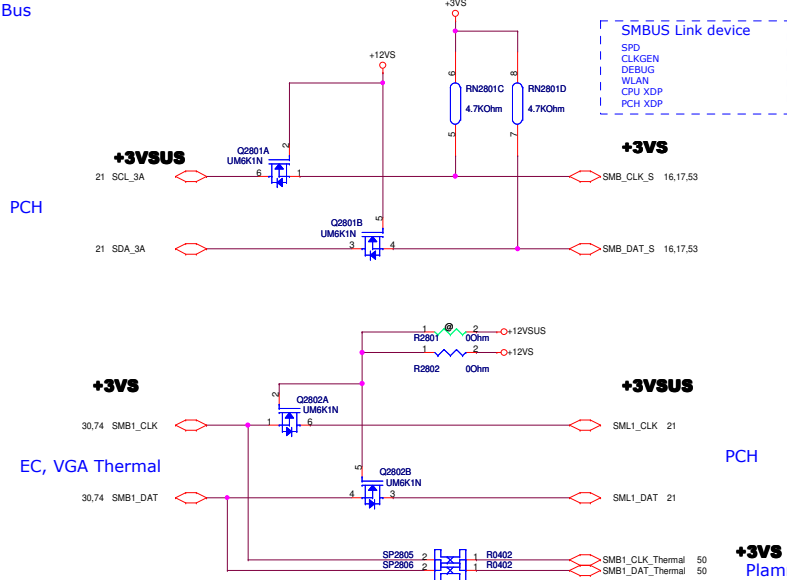 Bus
+3VS
+12VS
SMBUS Link device
SPD
CLKGEN
DEBUG
WLAN
CPU XDP
PCH XDP
6
RN2801C
4.7KOhm
5
8
RN2801D
4.7KOhm
7
+3VSUS
Q2801A
UM6K1N
2
6
1
+3VS
21 SCL_3A
SMB_CLK_S 16,17,53
PCH
Q2801B
UM6K1N
5
3
4
21 SDA_3A
SMB_DAT_S 16,17,53
1
@
2
+12VSUS
R2801
0Ohm
1
2
+12VS
R2802
0Ohm
+3VS
+3VSUS
2
Q2802A
UM6K1N
1
6
30,74 SMB1_CLK
SML1_CLK 21
EC, VGA Thermal
PCH
5
Q2802B
UM6K1N
4
3
30,74 SMB1_DAT
SML1_DAT 21
SP2805
2
1
R0402
SMB1_CLK_Thermal 50
SP2806
2
1
R0402
SMB1_DAT_Thermal 50
+3VS